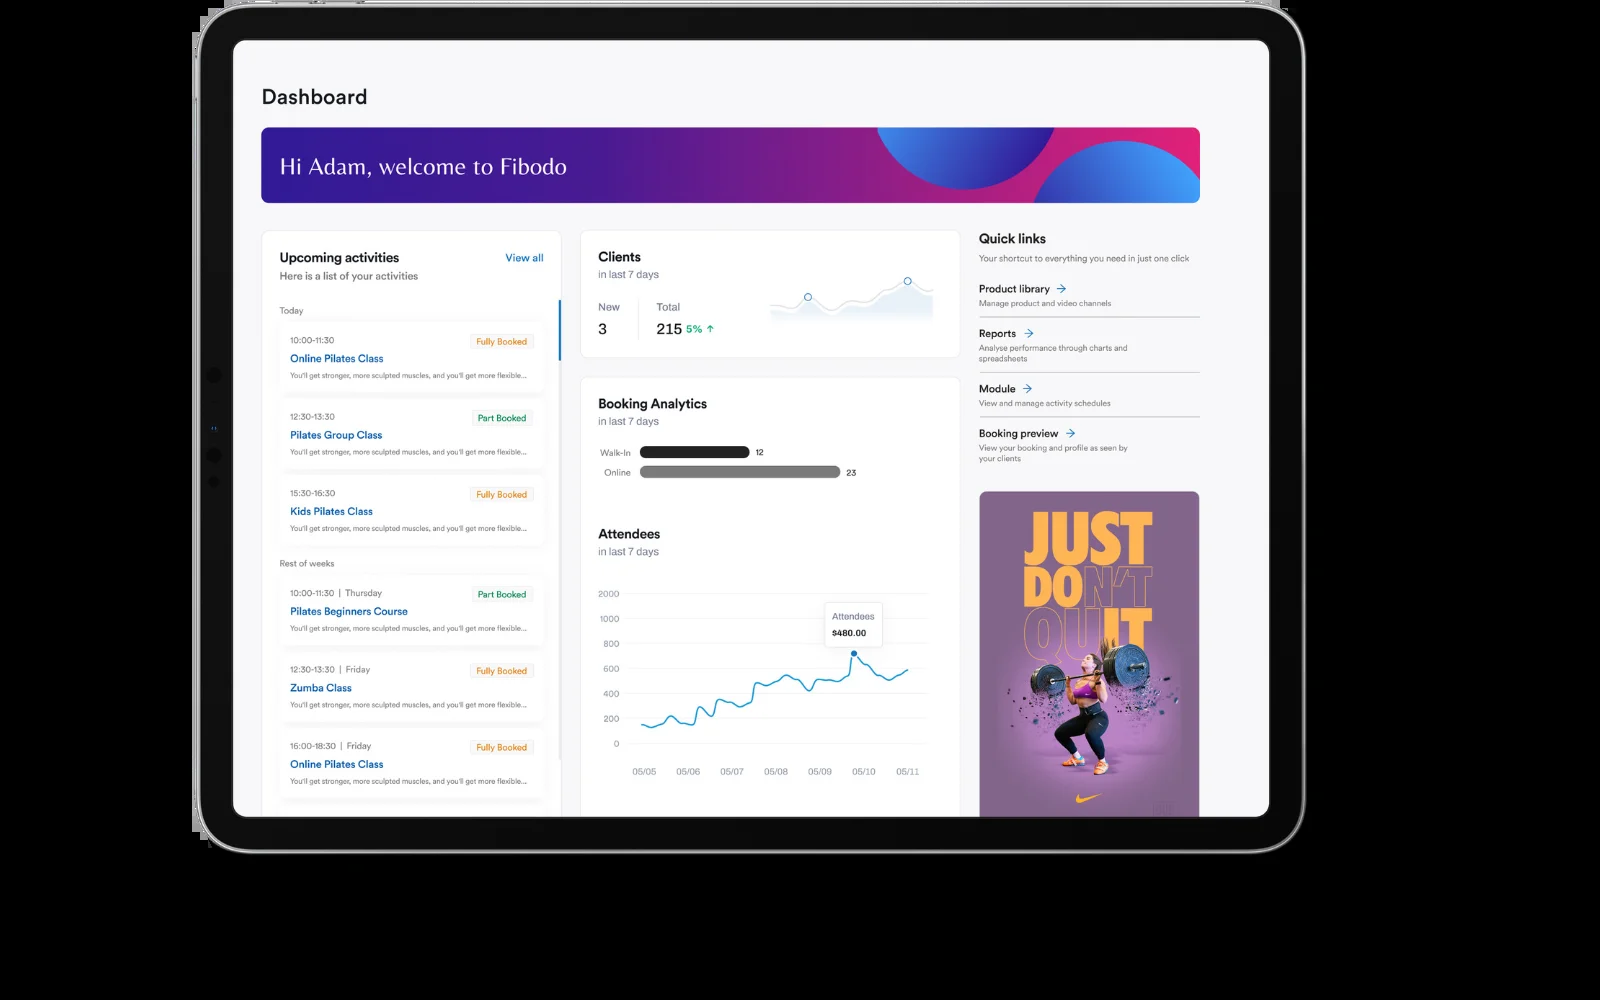 Dashboard
Hi Adam, welcome to Fibodo
Upcoming activities
View all
Here is a list of your activities
Today
10:00-11:30
Fully Booked
Online Pilates Class
You'll get stronger, more sculpted muscles, and you'll get more flexible...
12:30-13:30
Part Booked
Pilates Group Class
You'll get stronger, more sculpted muscles, and you'll get more flexible...
15:30-16:30
Fully Booked
Kids Pilates Class
You'll get stronger, more sculpted muscles, and you'll get more flexible...
Rest of weeks
10:00-11:30 | Thursday
Part Booked
Pilates Beginners Course
You'll get stronger, more sculpted muscles, and you'll get more flexible...
12:30-13:30 | Friday
Fully Booked
Zumba Class
You'll get stronger, more sculpted muscles, and you'll get more flexible...
16:00-18:30 | Friday
Fully Booked
Online Pilates Class
You'll get stronger, more sculpted muscles, and you'll get more flexible...
Clients
in last 7 days
New
Total
3
215 5% ↑
Booking Analytics
in last 7 days
Walk-In
12
Online
23
Attendees
in last 7 days
2000
1000
800
600
400
200
0
Attendees
$480.00
05/05 05/06 05/07 05/08 05/09 05/10 05/11
Quick links
Your shortcut to everything you need in just one click
Product library →
Manage product and video channels
Reports →
Analyse performance through charts and
spreadsheets
Module →
View and manage activity schedules
Booking preview →
View your booking and profile as seen by
your clients
JUST
DON'T
QUIT